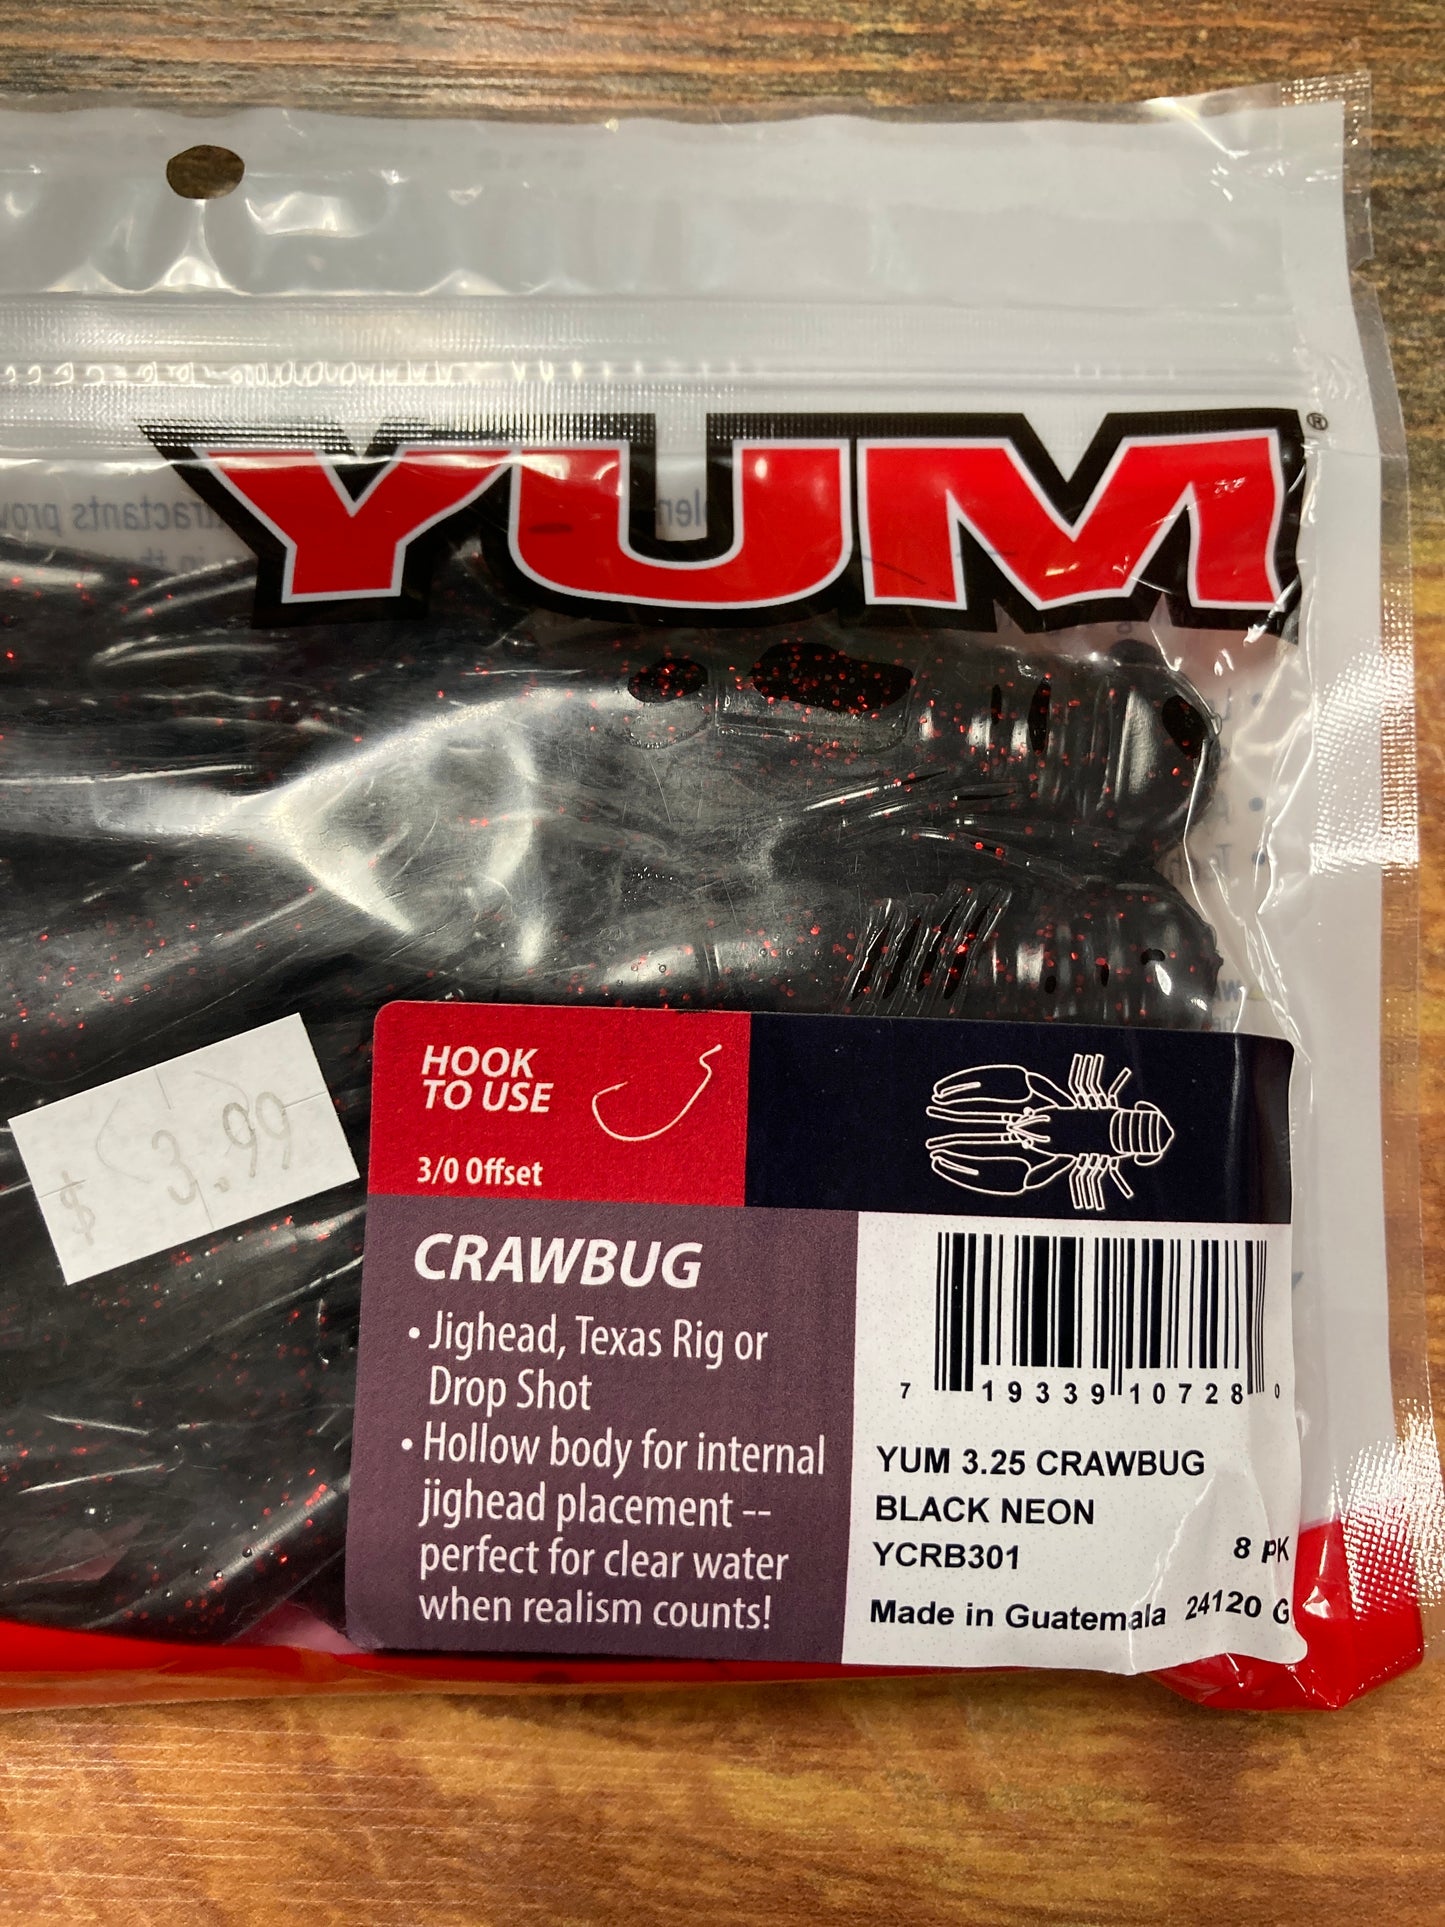 YUM®
$ 3.99
HOOK
TO USE
3/0 Offset
CRAWBUG
• Jighead, Texas Rig or
Drop Shot
• Hollow body for internal
jighead placement --
perfect for clear water
when realism counts!
7 19339 10728 0
YUM 3.25 CRAWBUG
BLACK NEON
YCRB301
8 PK
Made in Guatemala 24120 G